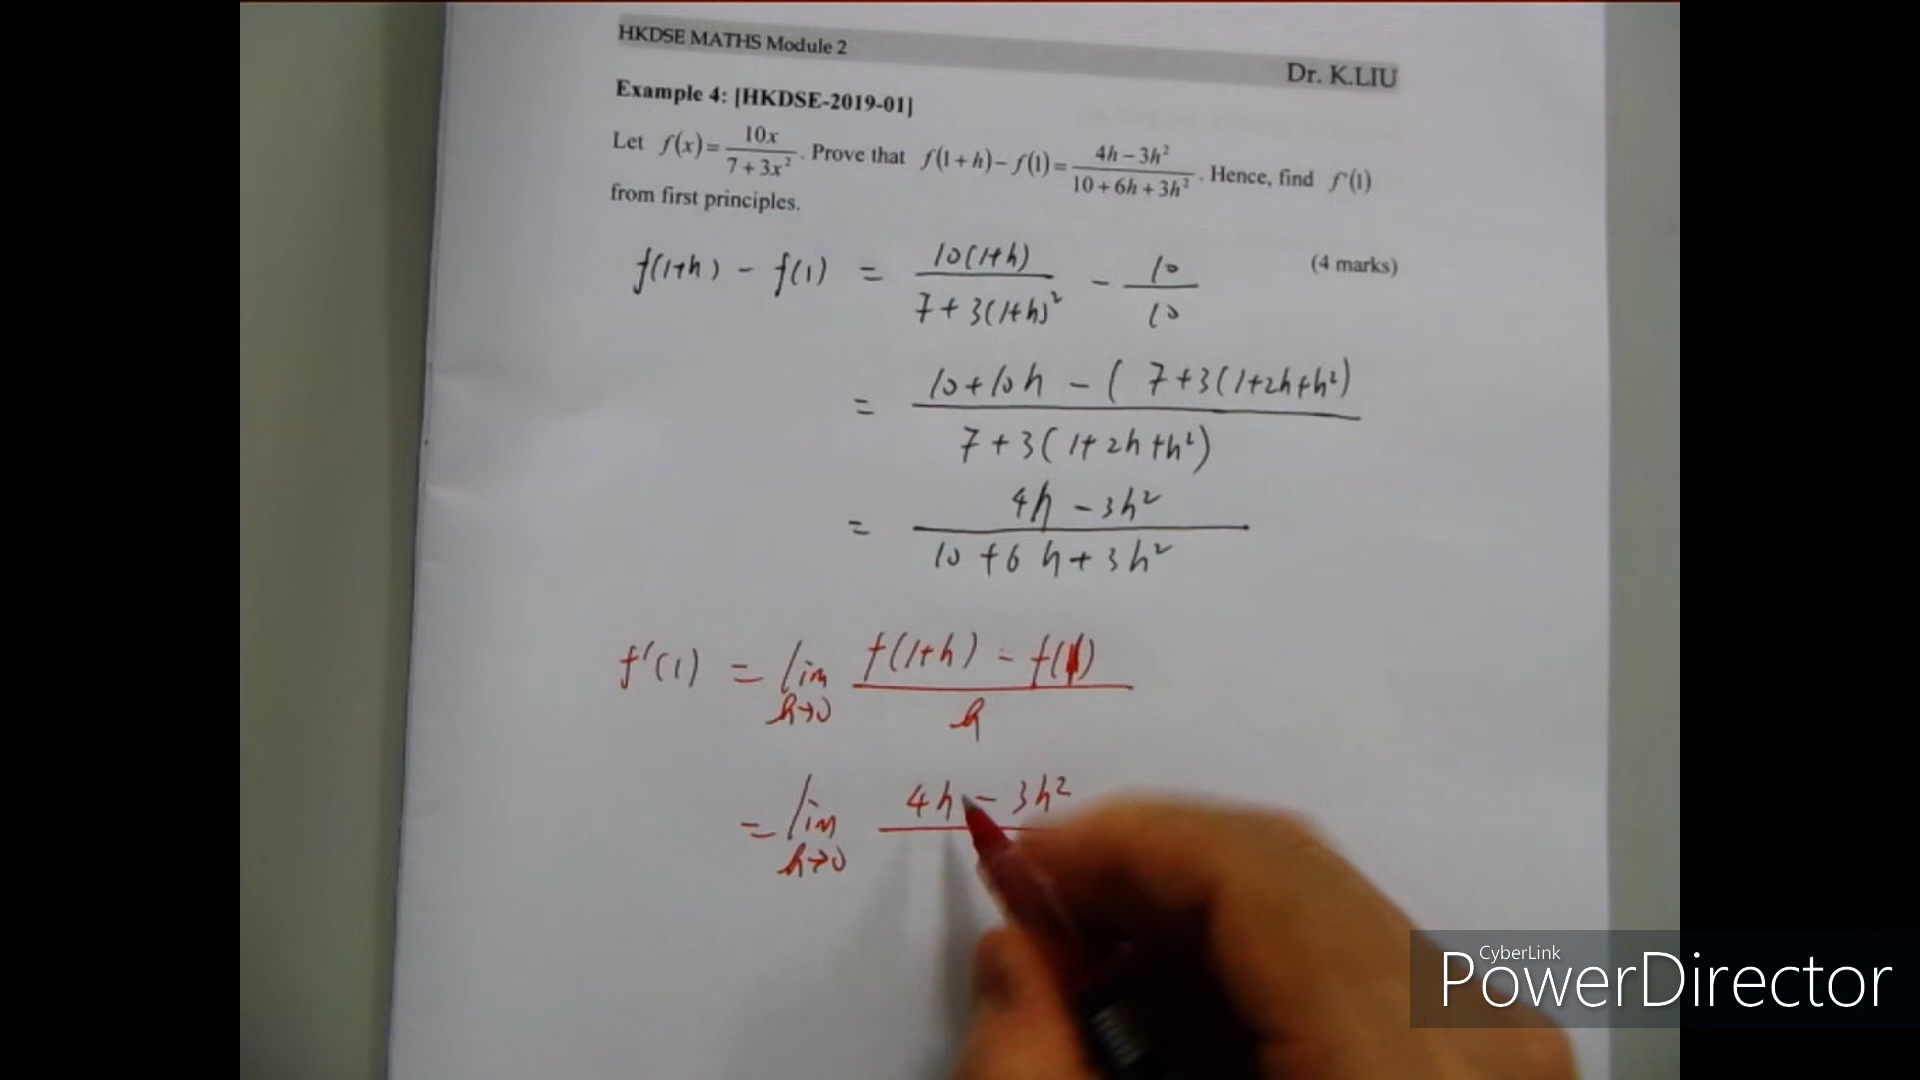 HKDSE MATHS Module 2
Dr. K.LIU
Example 4: [HKDSE-2019-01]
Let f(x) = 10x / (7 + 3x²) . Prove that f(1 + h) − f(1) = (4h − 3h²) / (10 + 6h + 3h²) . Hence, find f'(1)
from first principles.
(4 marks)
f(1+h) − f(1) = 10(1+h) / 7 + 3(1+h)² − 10 / 10
= 10 + 10h − ( 7 + 3(1+2h+h²) / 7 + 3(1+2h+h²)
= 4h − 3h² / 10 + 6h + 3h²
f'(1) = lim h→0 f(1+h) − f(1) / h
= lim h→0 4h − 3h²
CyberLink
PowerDirector